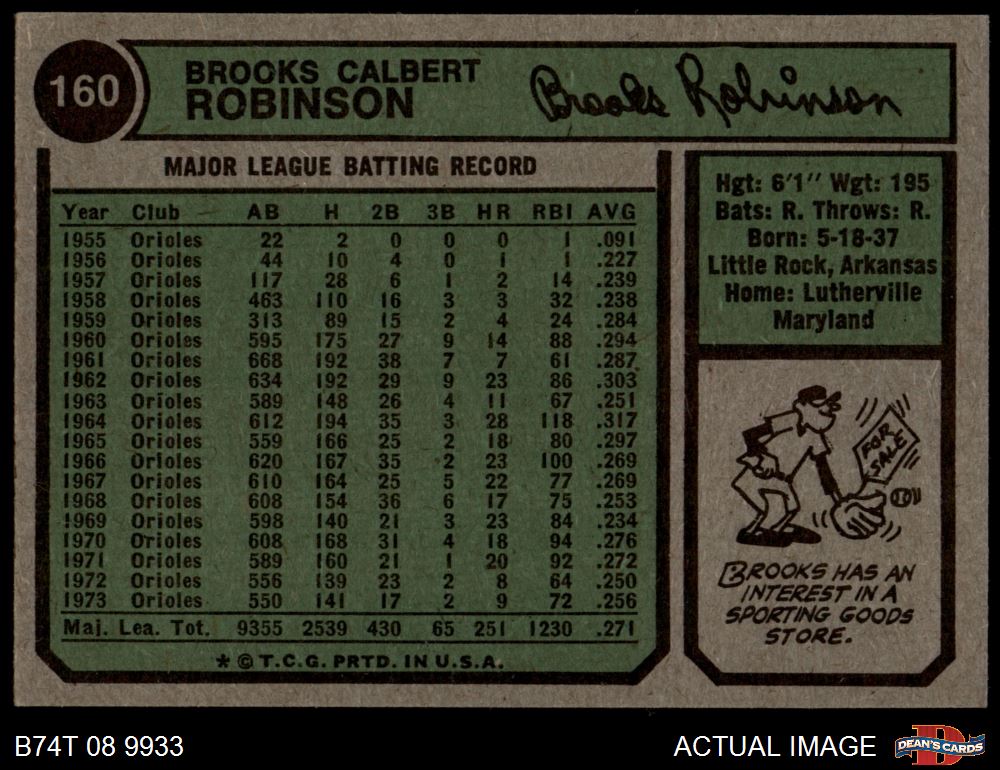 160
BROOKS CALBERT
ROBINSON
Brooks Robinson
MAJOR LEAGUE BATTING RECORD
Year Club AB H 2B 3B HR RBI AVG
1955 Orioles 22 2 0 0 0 1 .091
1956 Orioles 44 10 4 0 1 1 .227
1957 Orioles 117 28 6 1 2 14 .239
1958 Orioles 463 110 16 3 3 32 .238
1959 Orioles 313 89 15 2 4 24 .284
1960 Orioles 595 175 27 9 14 88 .294
1961 Orioles 668 192 38 7 7 61 .287
1962 Orioles 634 192 29 9 23 86 .303
1963 Orioles 589 148 26 4 11 67 .251
1964 Orioles 612 194 35 3 28 118 .317
1965 Orioles 559 166 25 2 18 80 .297
1966 Orioles 620 167 35 2 23 100 .269
1967 Orioles 610 164 25 5 22 77 .269
1968 Orioles 608 154 36 6 17 75 .253
1969 Orioles 598 140 21 3 23 84 .234
1970 Orioles 608 168 31 4 18 94 .276
1971 Orioles 589 160 21 1 20 92 .272
1972 Orioles 556 139 23 2 8 64 .250
1973 Orioles 550 141 17 2 9 72 .256
Maj. Lea. Tot. 9355 2539 430 65 251 1230 .271
* © T.C.G. PRTD. IN U.S.A.
Hgt: 6'1" Wgt: 195
Bats: R. Throws: R.
Born: 5-18-37
Little Rock, Arkansas
Home: Lutherville
Maryland
FOR
SALE
BROOKS HAS AN
INTEREST IN A
SPORTING GOODS
STORE.
B74T 08 9933
ACTUAL IMAGE
DEAN'S CARDS